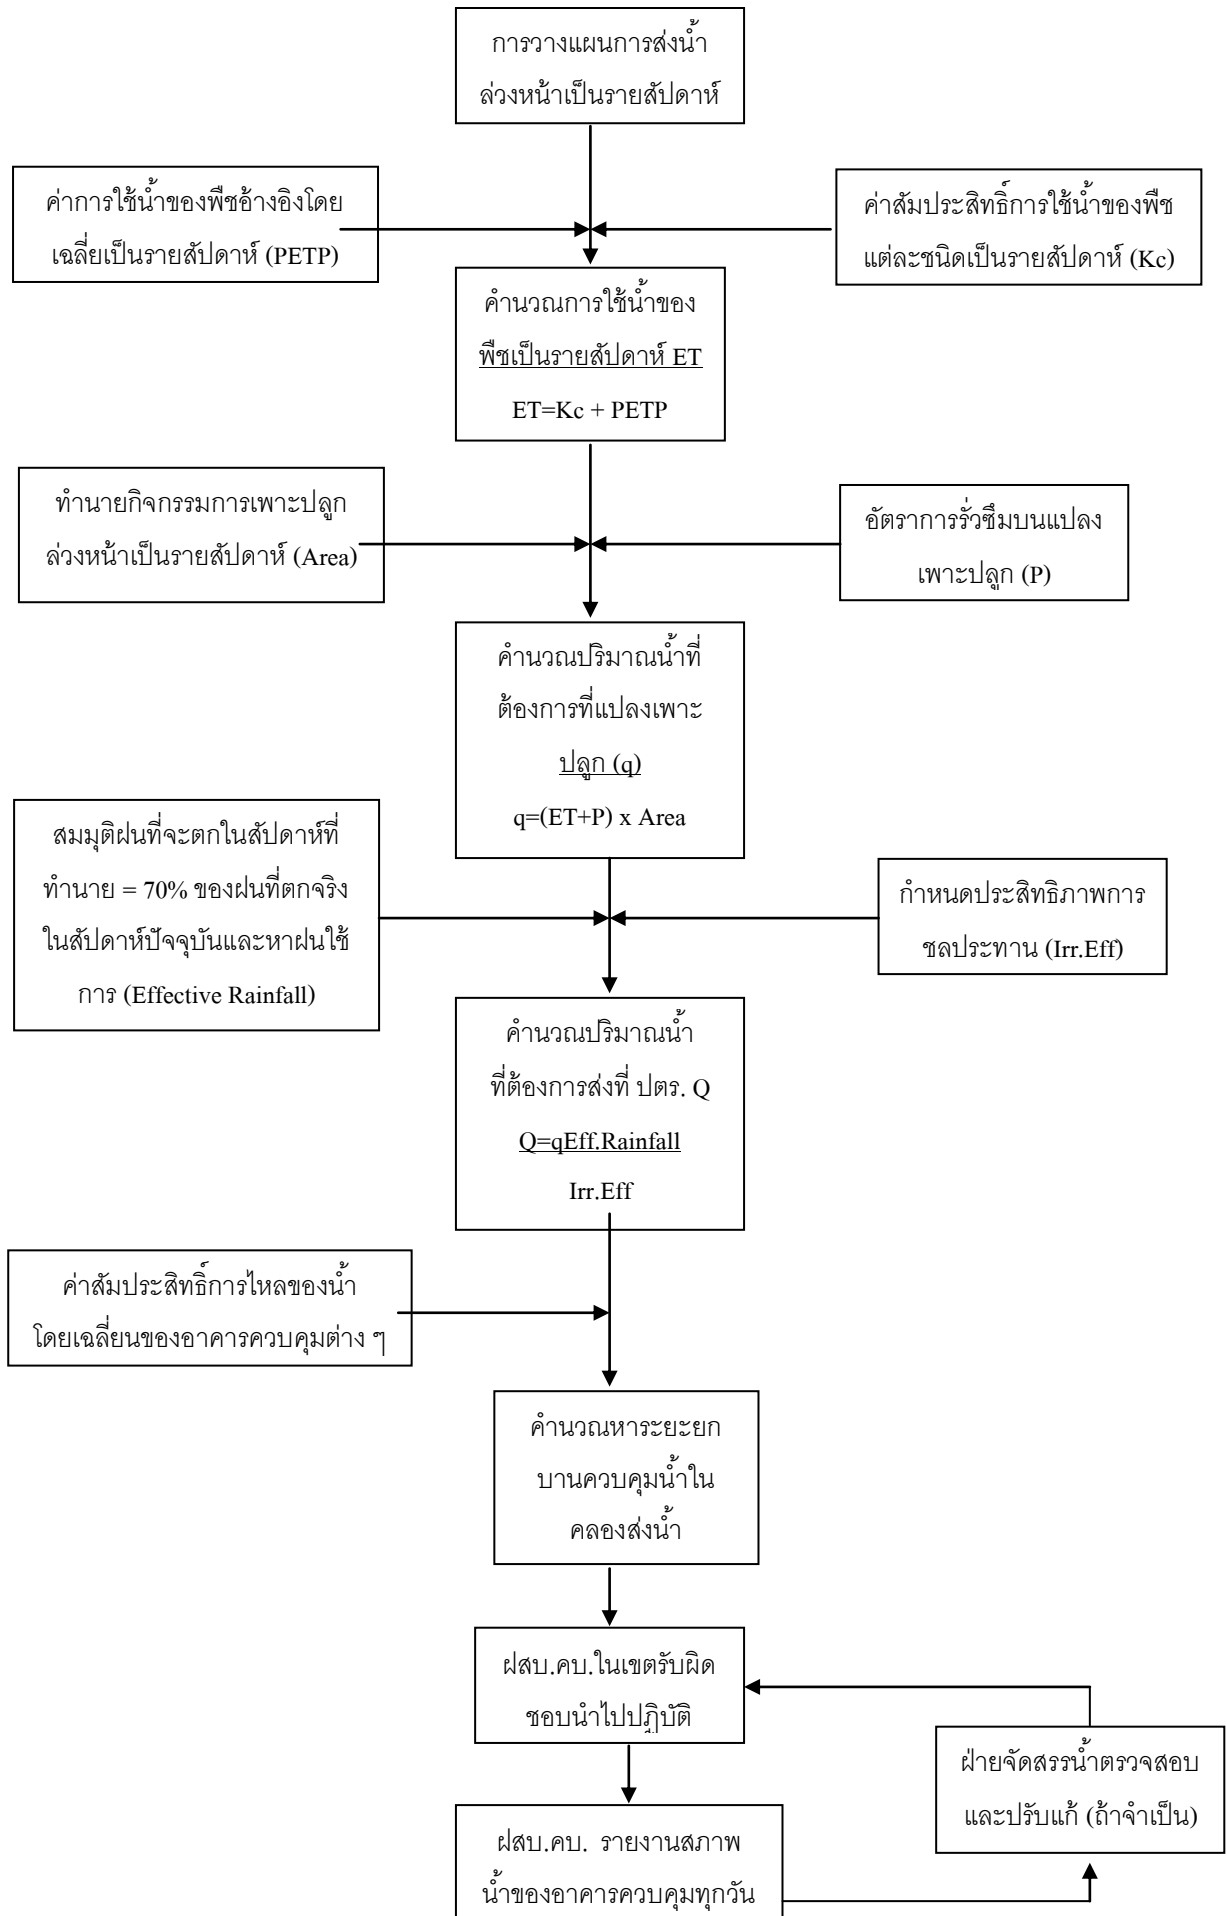 การวางแผนการส่งน้ำ
ล่วงหน้าเป็นรายสัปดาห์
ค่าการใช้น้ำของพืชอ้างอิงโดย
เฉลี่ยเป็นรายสัปดาห์ (PETP)
ค่าสัมประสิทธิ์การใช้น้ำของพืช
แต่ละชนิดเป็นรายสัปดาห์ (Kc)
คำนวณการใช้น้ำของ
พืชเป็นรายสัปดาห์ ET
ET=Kc + PETP
ทำนายกิจกรรมการเพาะปลูก
ล่วงหน้าเป็นรายสัปดาห์ (Area)
อัตราการรั่วซึมบนแปลง
เพาะปลูก (P)
คำนวณปริมาณน้ำที่
ต้องการที่แปลงเพาะ
ปลูก (q)
q=(ET+P) x Area
สมมุติฝนที่จะตกในสัปดาห์ที่
ทำนาย = 70% ของฝนที่ตกจริง
ในสัปดาห์ปัจจุบันและหาฝนใช้
การ (Effective Rainfall)
กำหนดประสิทธิภาพการ
ชลประทาน (Irr.Eff)
คำนวณปริมาณน้ำ
ที่ต้องการส่งที่ ปตร. Q
Q=qEff.Rainfall
Irr.Eff
ค่าสัมประสิทธิ์การไหลของน้ำ
โดยเฉลี่ยนของอาคารควบคุมต่าง ๆ
คำนวณหาระยะยก
บานควบคุมน้ำใน
คลองส่งน้ำ
ฝสบ.คบ.ในเขตรับผิด
ชอบนำไปปฏิบัติ
ฝ่ายจัดสรรน้ำตรวจสอบ
และปรับแก้ (ถ้าจำเป็น)
ฝสบ.คบ. รายงานสภาพ
น้ำของอาคารควบคุมทุกวัน